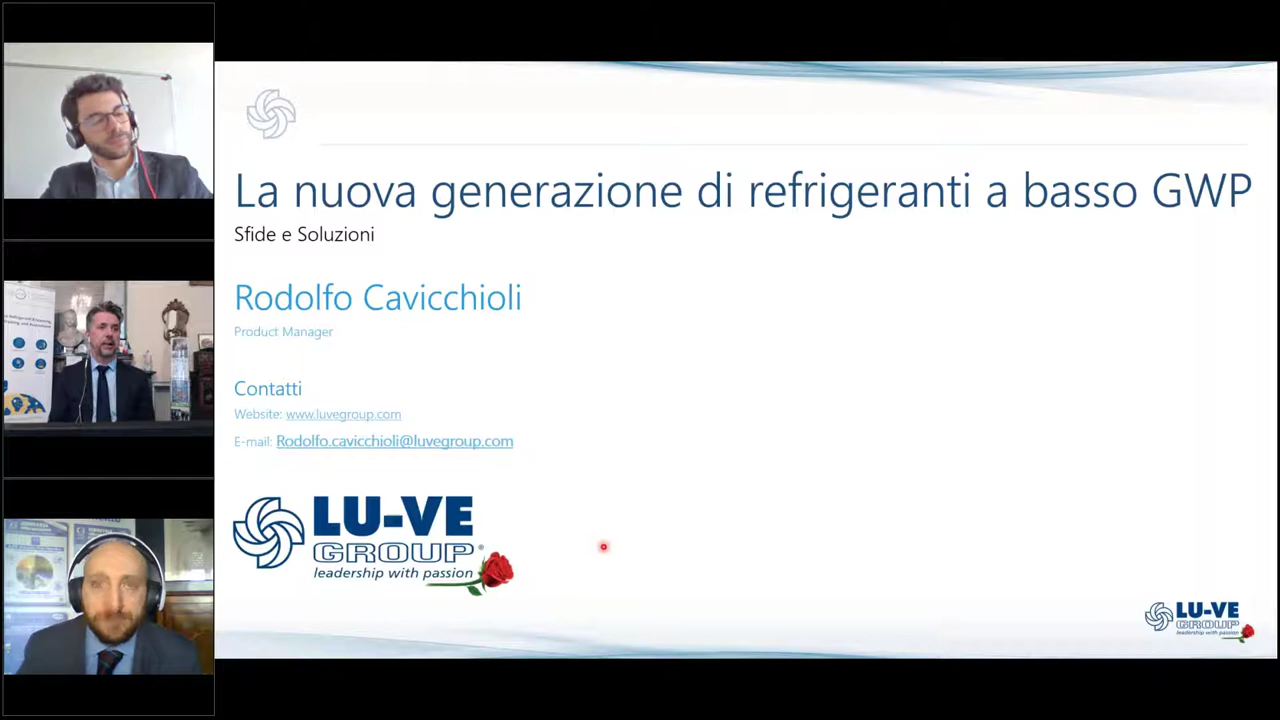 La nuova generazione di refrigeranti a basso GWP
Sfide e Soluzioni
Rodolfo Cavicchioli
Product Manager
Contatti
Website: www.luvegroup.com
E-mail: Rodolfo.cavicchioli@luvegroup.com
LU-VE
GROUP®
leadership with passion
LU-VE
GROUP
leadership with passion